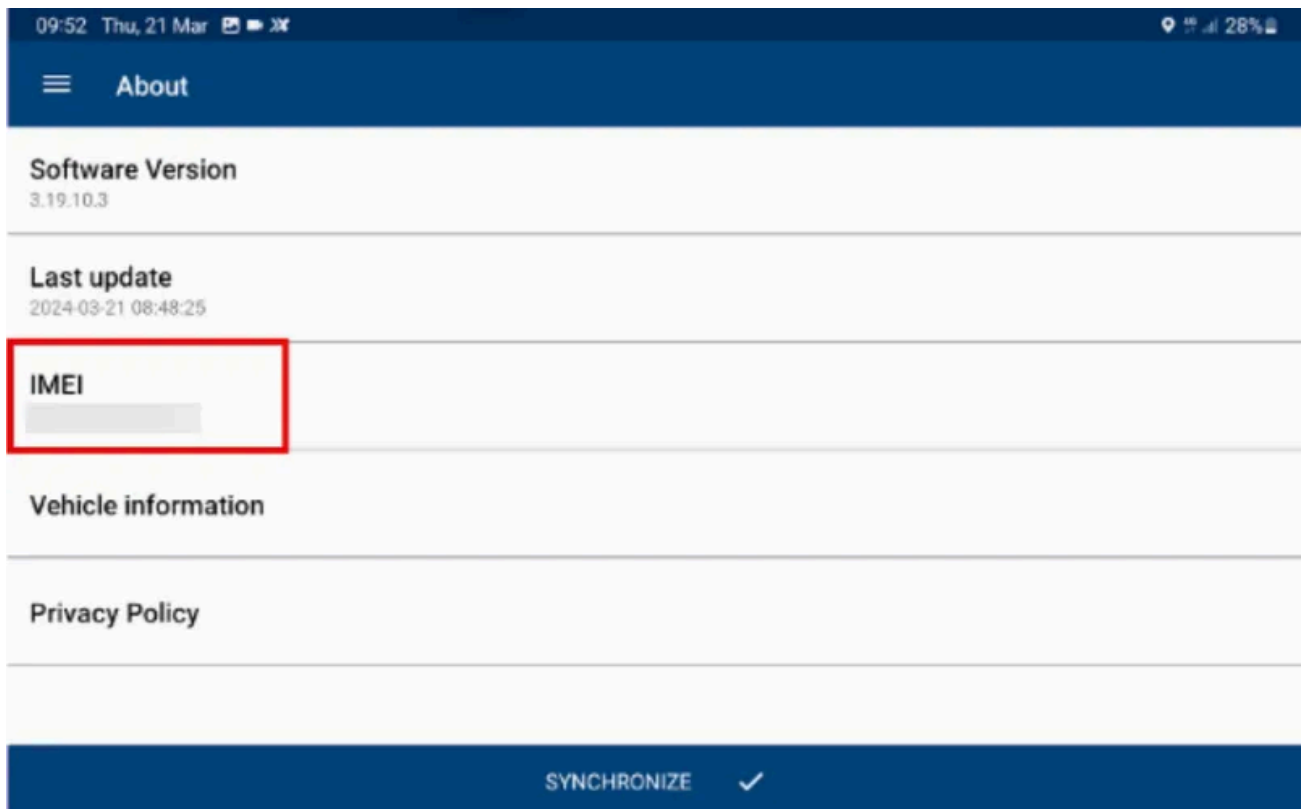 09:52 Thu, 21 Mar
28%
About
Software Version
3.19.10.3
Last update
2024-03-21 08:48:25
IMEI
Vehicle information
Privacy Policy
SYNCHRONIZE